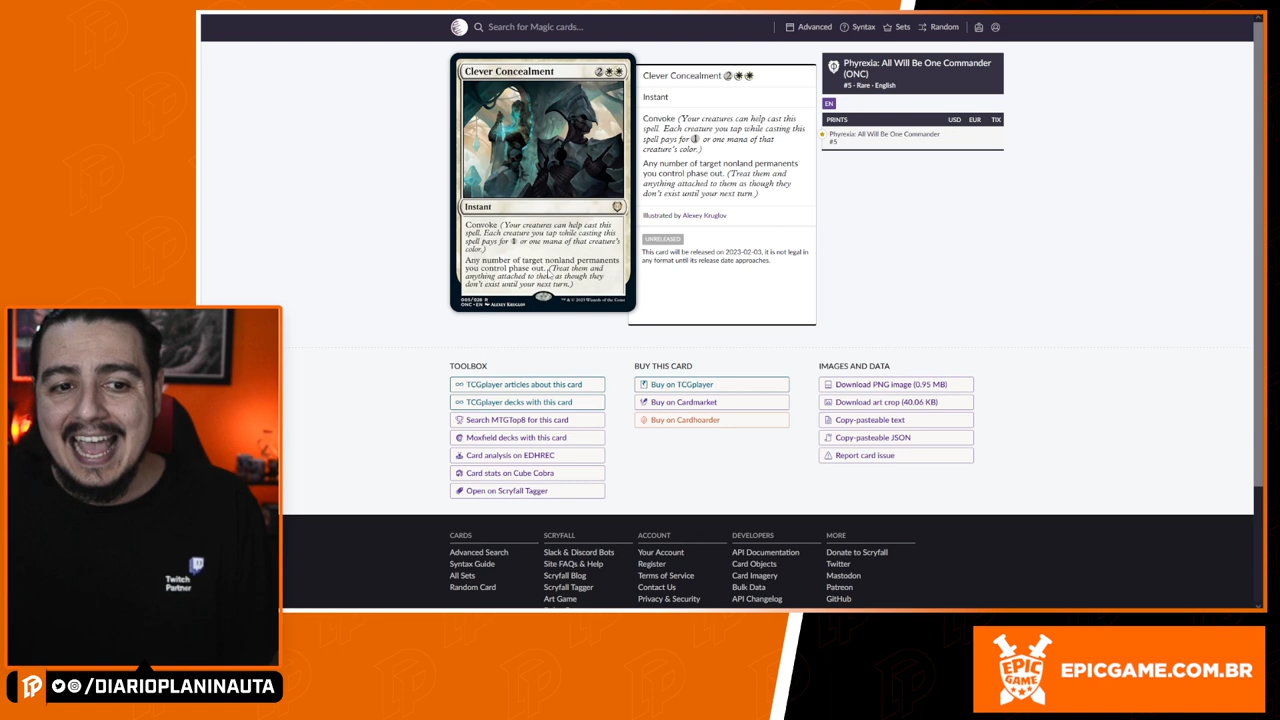 Search for Magic cards...
Advanced
Syntax
Sets
Random
Clever Concealment
2
Instant
Convoke (Your creatures can help cast this
spell. Each creature you tap while casting this
spell pays for 1 or one mana of that creature's
color.)
Any number of target nonland permanents
you control phase out. (Treat them and
anything attached to them as though they
don't exist until your next turn.)
005/028 R
ONC • EN ALEXEY KRUGLOV
™ & © 2023 Wizards of the Coast
Clever Concealment 2
Instant
Convoke (Your creatures can help cast this
spell. Each creature you tap while casting this
spell pays for 1 or one mana of that
creature's color.)
Any number of target nonland permanents
you control phase out. (Treat them and
anything attached to them as though they
don't exist until your next turn.)
Illustrated by Alexey Kruglov
UNRELEASED
This card will be released on 2023-02-03, it is not legal in
any format until its release date approaches.
Phyrexia: All Will Be One Commander
(ONC)
#5 · Rare · English
EN
PRINTS USD EUR TIX
Phyrexia: All Will Be One Commander
#5
TOOLBOX
TCGplayer articles about this card
TCGplayer decks with this card
Search MTGTop8 for this card
Moxfield decks with this card
Card analysis on EDHREC
Card stats on Cube Cobra
Open on Scryfall Tagger
BUY THIS CARD
Buy on TCGplayer
Buy on Cardmarket
Buy on Cardhoarder
IMAGES AND DATA
Download PNG image (0.95 MB)
Download art crop (40.06 KB)
Copy-pasteable text
Copy-pasteable JSON
Report card issue
CARDS
Advanced Search
Syntax Guide
All Sets
Random Card
SCRYFALL
Slack & Discord Bots
Site FAQs & Help
Scryfall Blog
Scryfall Tagger
Art Game
ACCOUNT
Your Account
Register
Terms of Service
Contact Us
Privacy & Security
DEVELOPERS
API Documentation
Card Objects
Card Imagery
Bulk Data
API Changelog
MORE
Donate to Scryfall
Twitter
Mastodon
Patreon
GitHub
Twitch
Partner
/DIARIOPLANINAUTA
EPIC
GAME
EPICGAME.COM.BR